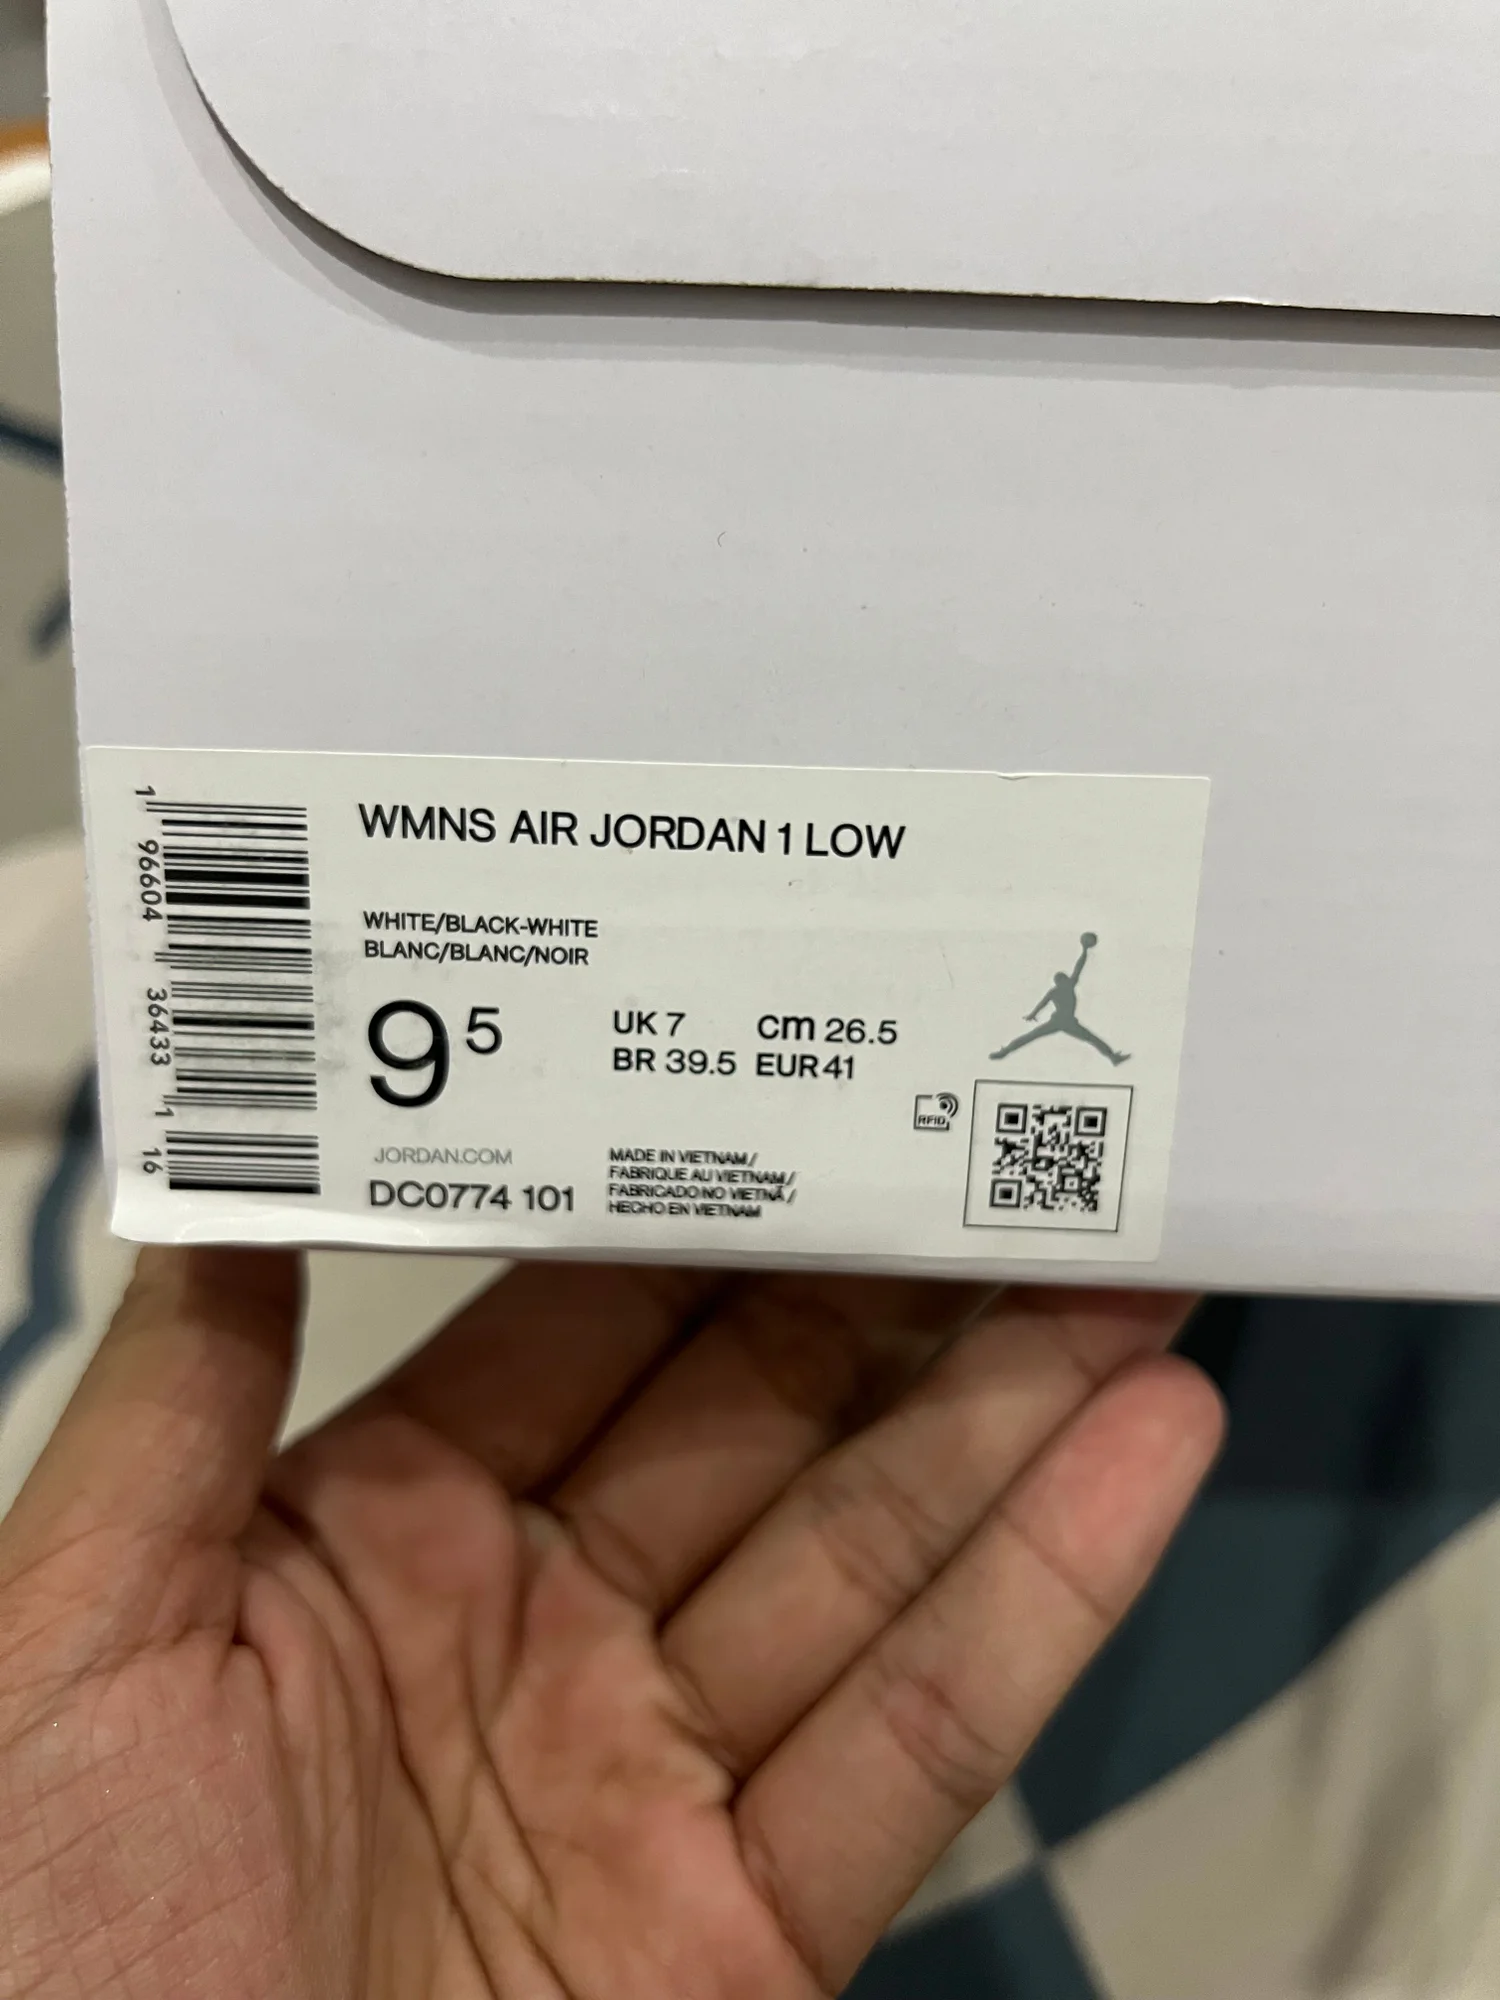 WMNS AIR JORDAN 1 LOW
WHITE/BLACK-WHITE
BLANC/BLANC/NOIR
9 5
UK 7 cm 26.5
BR 39.5 EUR 41
RFID
JORDAN.COM
DC0774 101
MADE IN VIETNAM/
FABRIQUE AU VIETNAM/
FABRICADO NO VIETNÃ/
HECHO EN VIETNAM
1 96604 36433 1 16